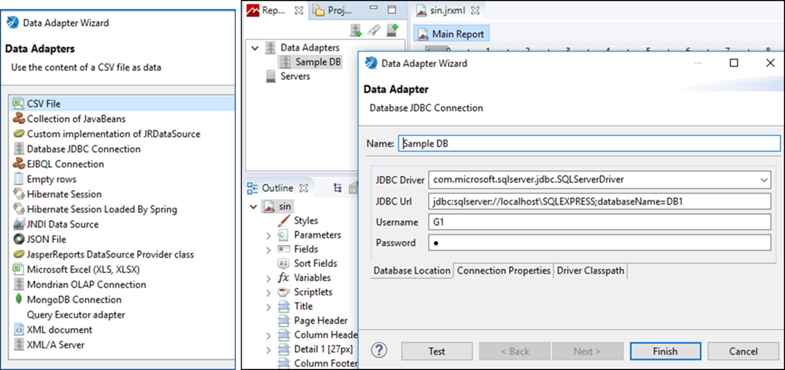 Data Adapter Wizard
Data Adapters
Use the content of a CSV file as data
CSV File
Collection of JavaBeans
Custom implementation of JRDataSource
Database JDBC Connection
EJBQL Connection
Empty rows
Hibernate Session
Hibernate Session Loaded By Spring
JNDI Data Source
JSON File
JasperReports DataSource Provider class
Microsoft Excel (XLS, XLSX)
Mondrian OLAP Connection
MongoDB Connection
Query Executor adapter
XML document
XML/A Server
Rep...
Proj...
Data Adapters
Sample DB
Servers
Outline
sin
Styles
Parameters
Fields
Sort Fields
fx Variables
Scriptlets
Title
Page Header
Column Heade
Detail 1 [27px]
Column Footer
sin.jrxml
Main Report
Data Adapter Wizard
Data Adapter
Database JDBC Connection
Name: Sample DB
JDBC Driver com.microsoft.sqlserver.jdbc.SQLServerDriver
JDBC Url jdbc:sqlserver://localhost\SQLEXPRESS;databaseName=DB1
Username G1
Password ●
Database Location Connection Properties Driver Classpath
? Test < Back Next > Finish Cancel